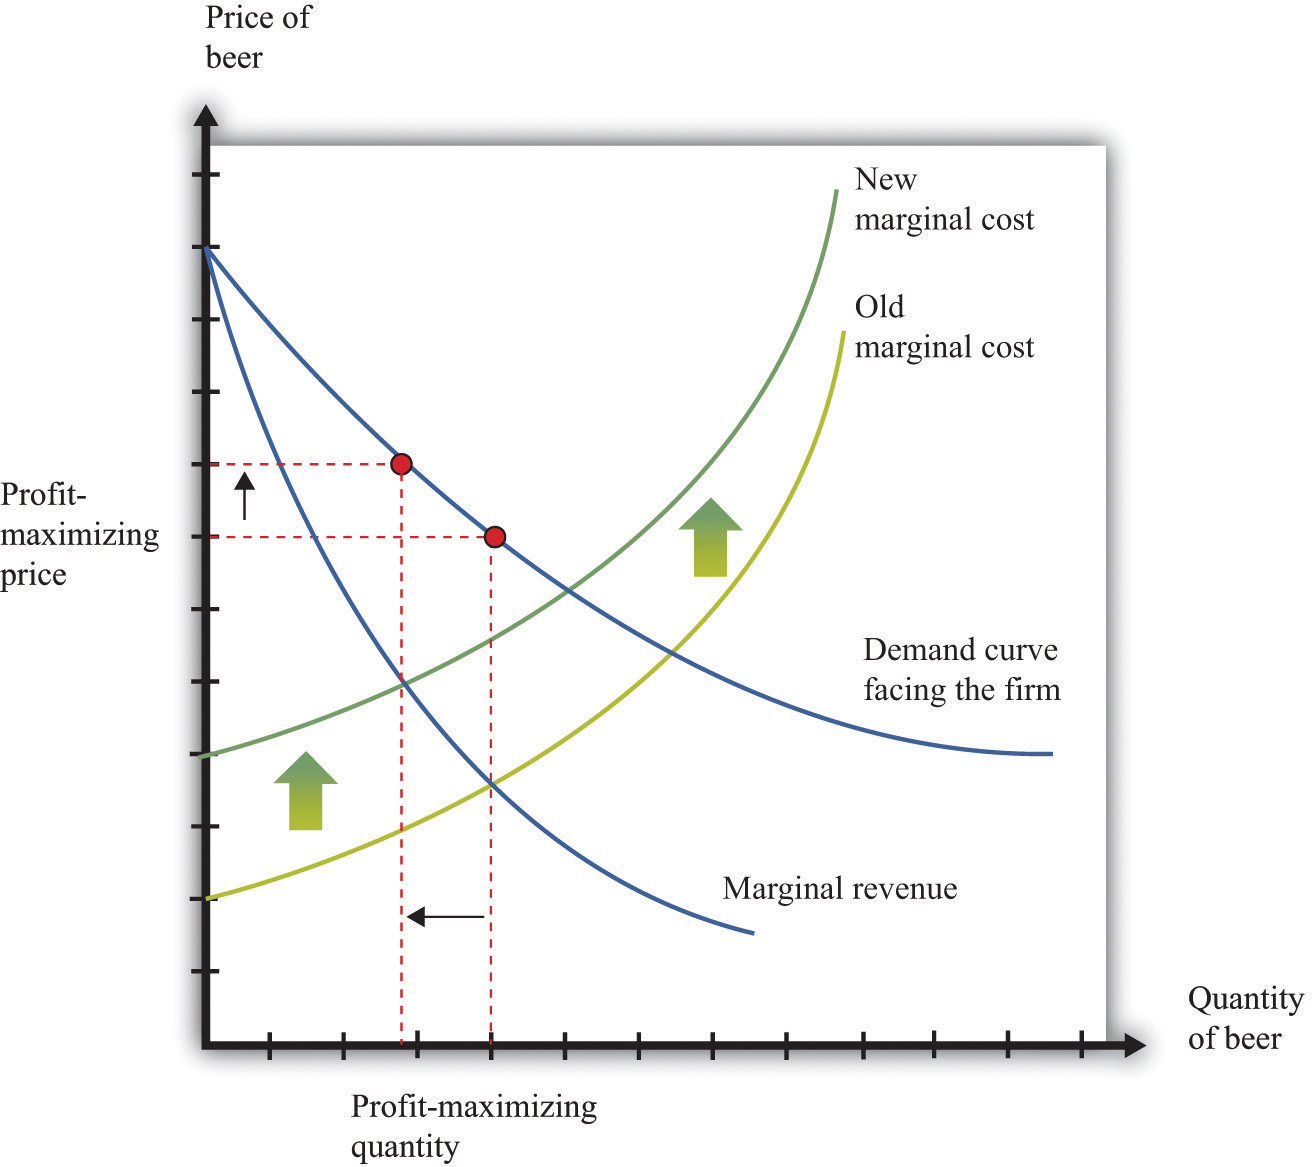 Price of
beer
New
marginal cost
Old
marginal cost
Profit-
maximizing
price
Demand curve
facing the firm
Marginal revenue
Quantity
of beer
Profit-maximizing
quantity